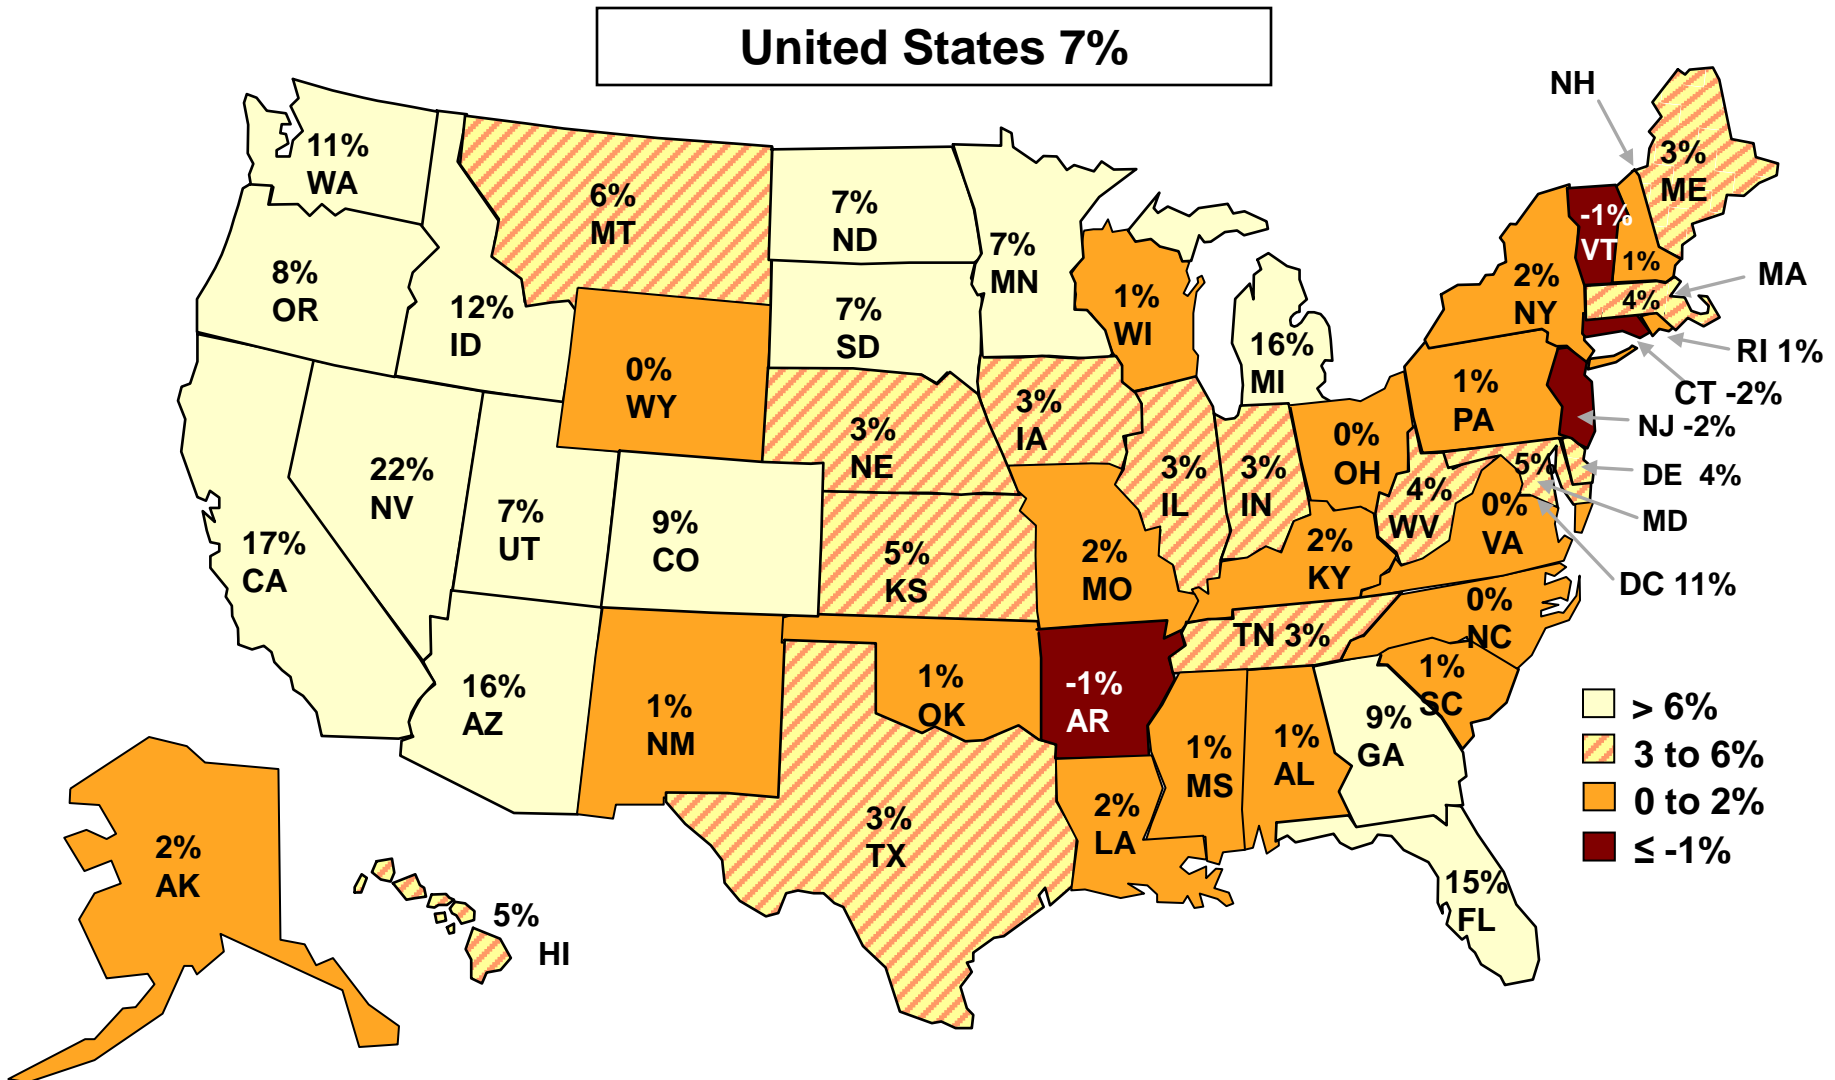 United States 7%
NH
11%
WA
3%
ME
6%
MT
7%
ND
-1%
VT
7%
MN
1%
8%
OR
2%
NY
MA
4%
12%
ID
1%
WI
7%
SD
16%
MI
RI 1%
0%
WY
1%
PA
CT -2%
3%
IA
NJ -2%
3%
NE
0%
OH
22%
NV
3%
IL
3%
IN
5%
DE 4%
4%
WV
MD
7%
UT
9%
CO
0%
VA
17%
CA
5%
KS
2%
MO
2%
KY
DC 11%
0%
NC
TN 3%
16%
AZ
1%
NM
1%
OK
-1%
AR
1%
SC
9%
GA
1%
MS
1%
AL
> 6%
3 to 6%
0 to 2%
≤ -1%
3%
TX
2%
LA
2%
AK
15%
FL
5%
HI